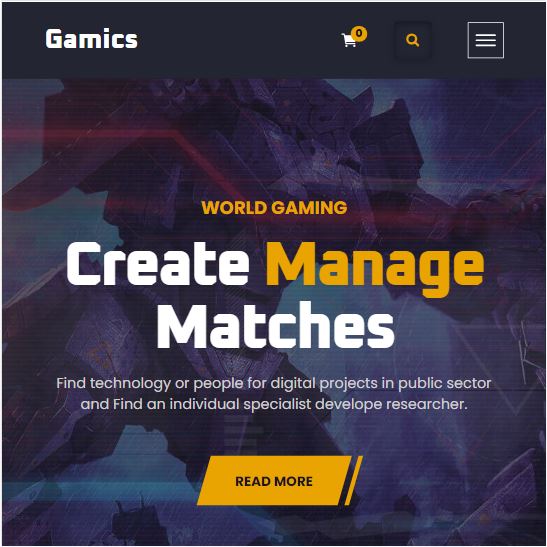 Gamics
0
WORLD GAMING
Create Manage
Matches
Find technology or people for digital projects in public sector
and Find an individual specialist develope researcher.
READ MORE